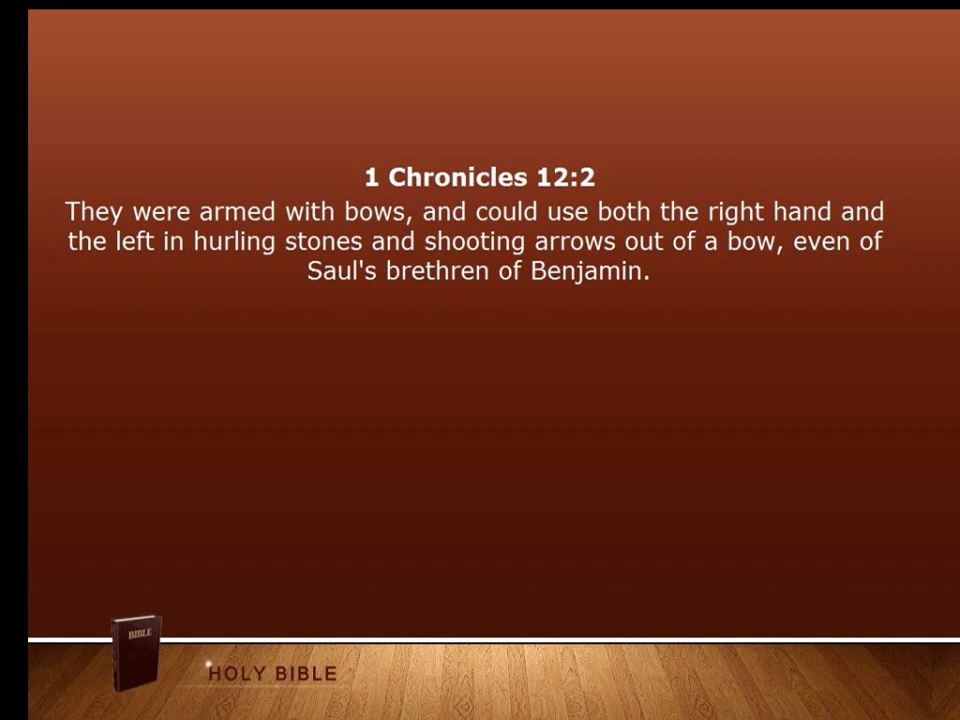 1 Chronicles 12:2
They were armed with bows, and could use both the right hand and
the left in hurling stones and shooting arrows out of a bow, even of
Saul's brethren of Benjamin.
BIBLE
HOLY BIBLE